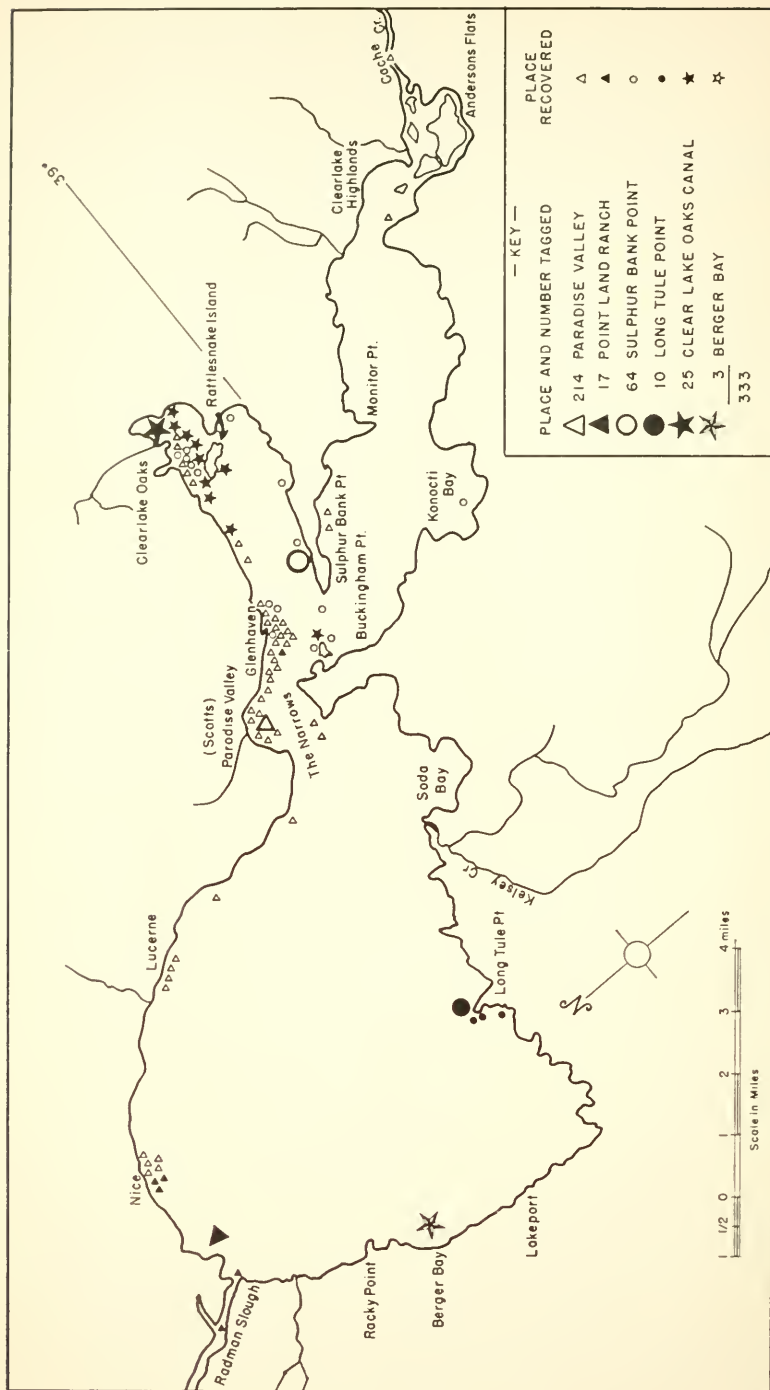 39°
Cache Cr.
Andersons Flats
Clearlake
Highlands
Rattlesnake Island
Monitor Pt.
Clearlake Oaks
Sulphur Bank Pt
Buckingham Pt.
Konocti
Bay
Glenhaven
(Scotts)
Paradise Valley
The Narrows
Soda
Bay
Kelsey Cr
Lucerne
Long Tule Pt
Nice
Rodman Slough
Rocky Point
Berger Bay
Lakeport
N
1 1/2 0 1 2 3 4 miles
Scale in Miles
— KEY —
PLACE AND NUMBER TAGGED PLACE RECOVERED
214 PARADISE VALLEY
17 POINT LAND RANCH
64 SULPHUR BANK POINT
10 LONG TULE POINT
25 CLEAR LAKE OAKS CANAL
3 BERGER BAY
333